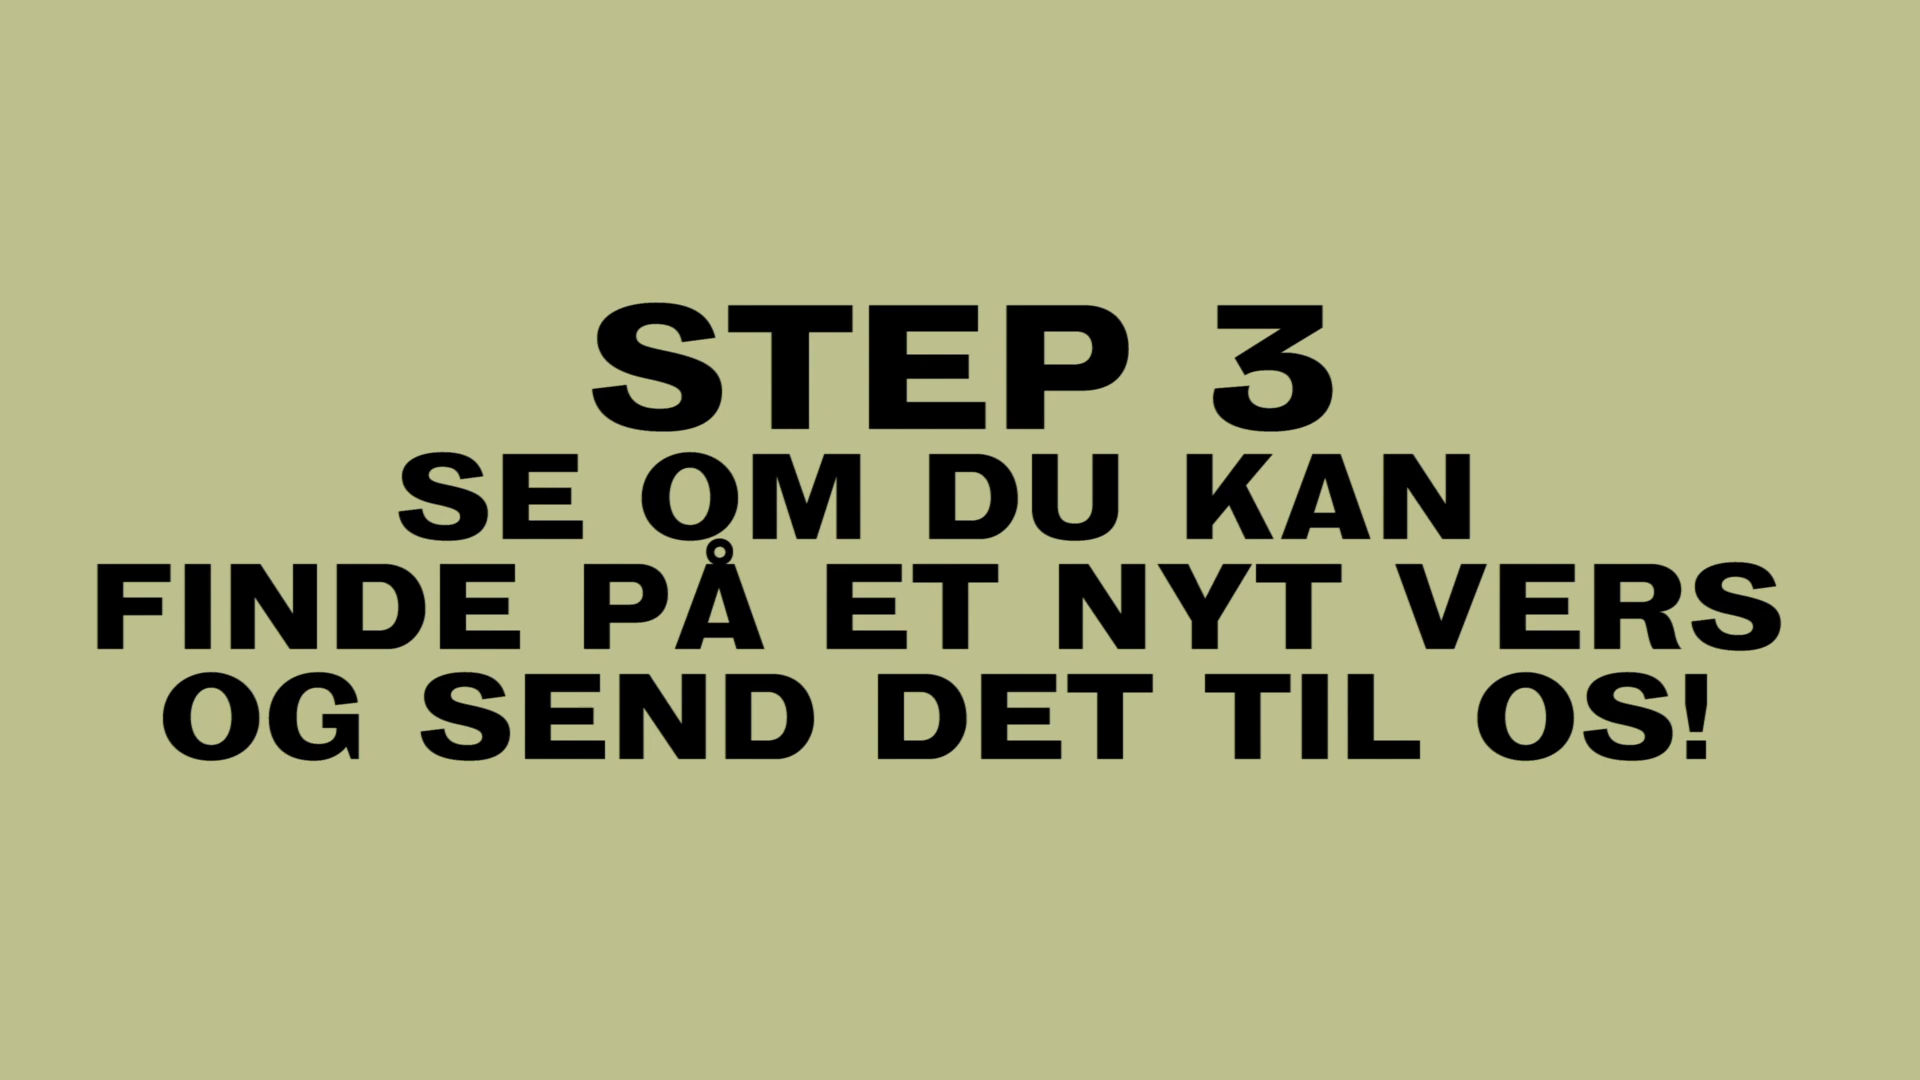 STEP 3
SE OM DU KAN
FINDE PÅ ET NYT VERS
OG SEND DET TIL OS!